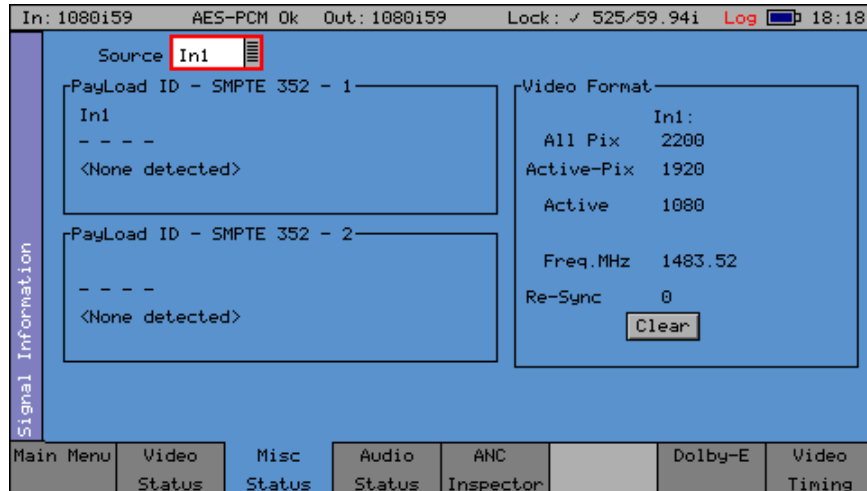 In: 1080i59 AES-PCM Ok Out: 1080i59 Lock: ✓ 525/59.94i Log 18:18
Source In1
PayLoad ID - SMPTE 352 - 1
In1
- - - -
<None detected>
PayLoad ID - SMPTE 352 - 2
- - - -
<None detected>
Video Format
In1:
All Pix 2200
Active-Pix 1920
Active 1080
Freq.MHz 1483.52
Re-Sync 0
Clear
Signal Information
Main Menu
Video Status
Misc Status
Audio Status
ANC Inspector
Dolby-E
Video Timing